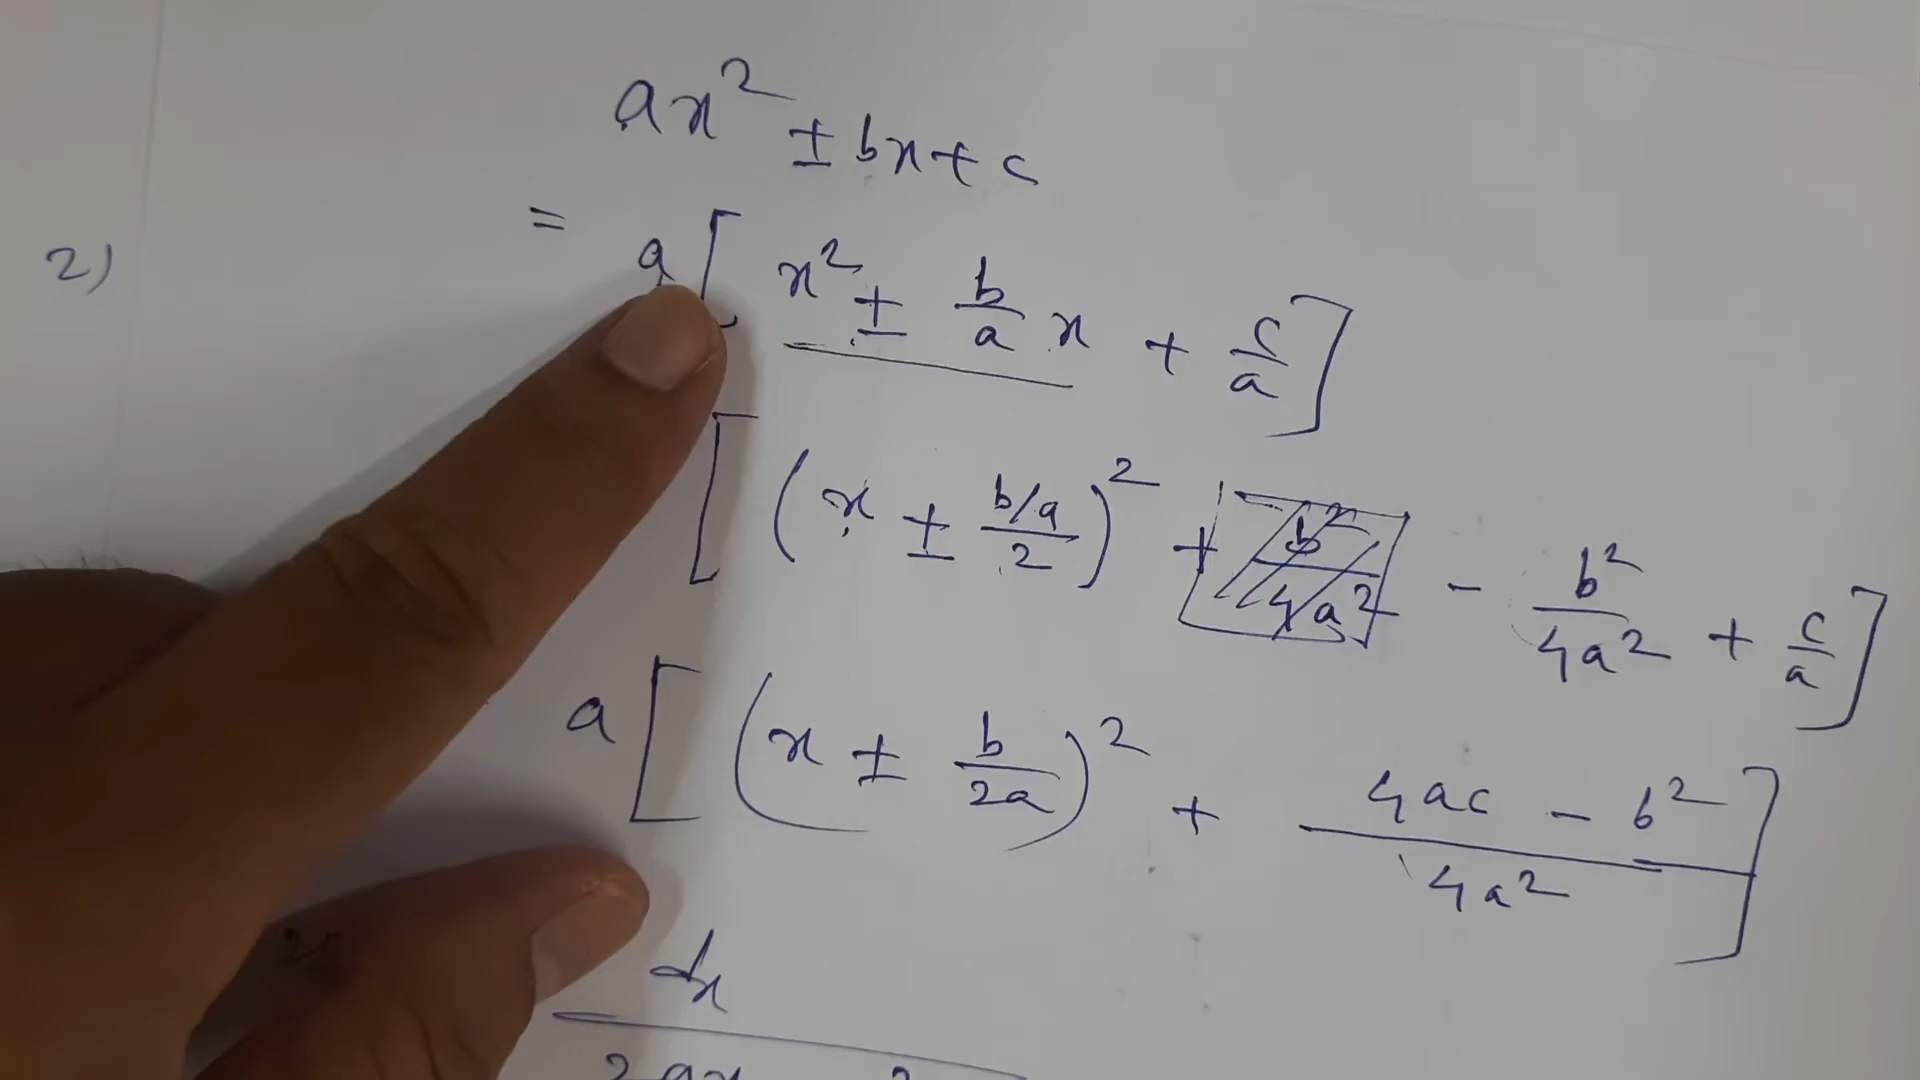 ax² ± bx + c
2)
= a [ x² ± b/a x + c/a ]
[ ( x ± b/a / 2 )² + b²/4a² - b²/4a² + c/a ]
a [ ( x ± b/2a )² + 4ac - b² / 4a² ]
dx